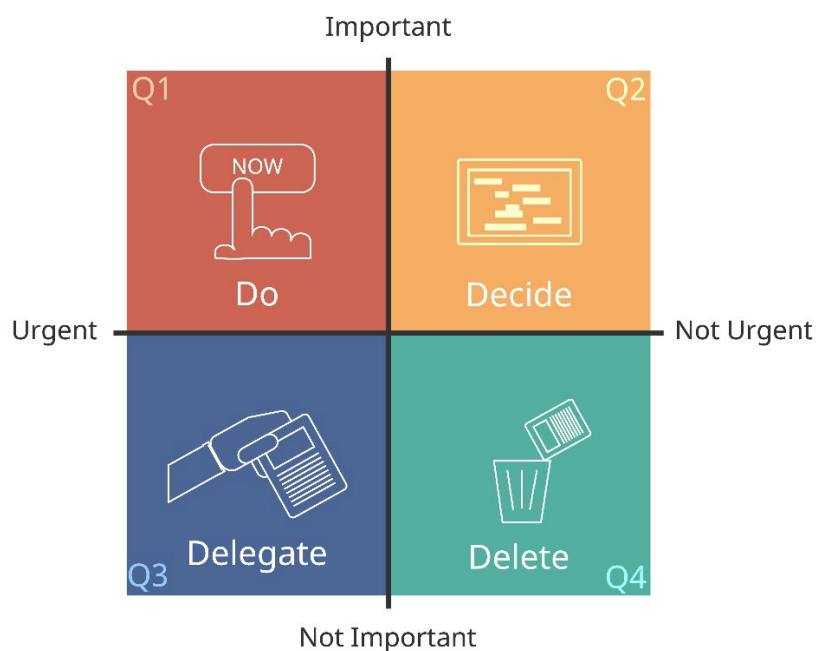 Important
Q1
Q2
NOW
Do
Decide
Urgent
Not Urgent
Delegate
Delete
Q3
Q4
Not Important